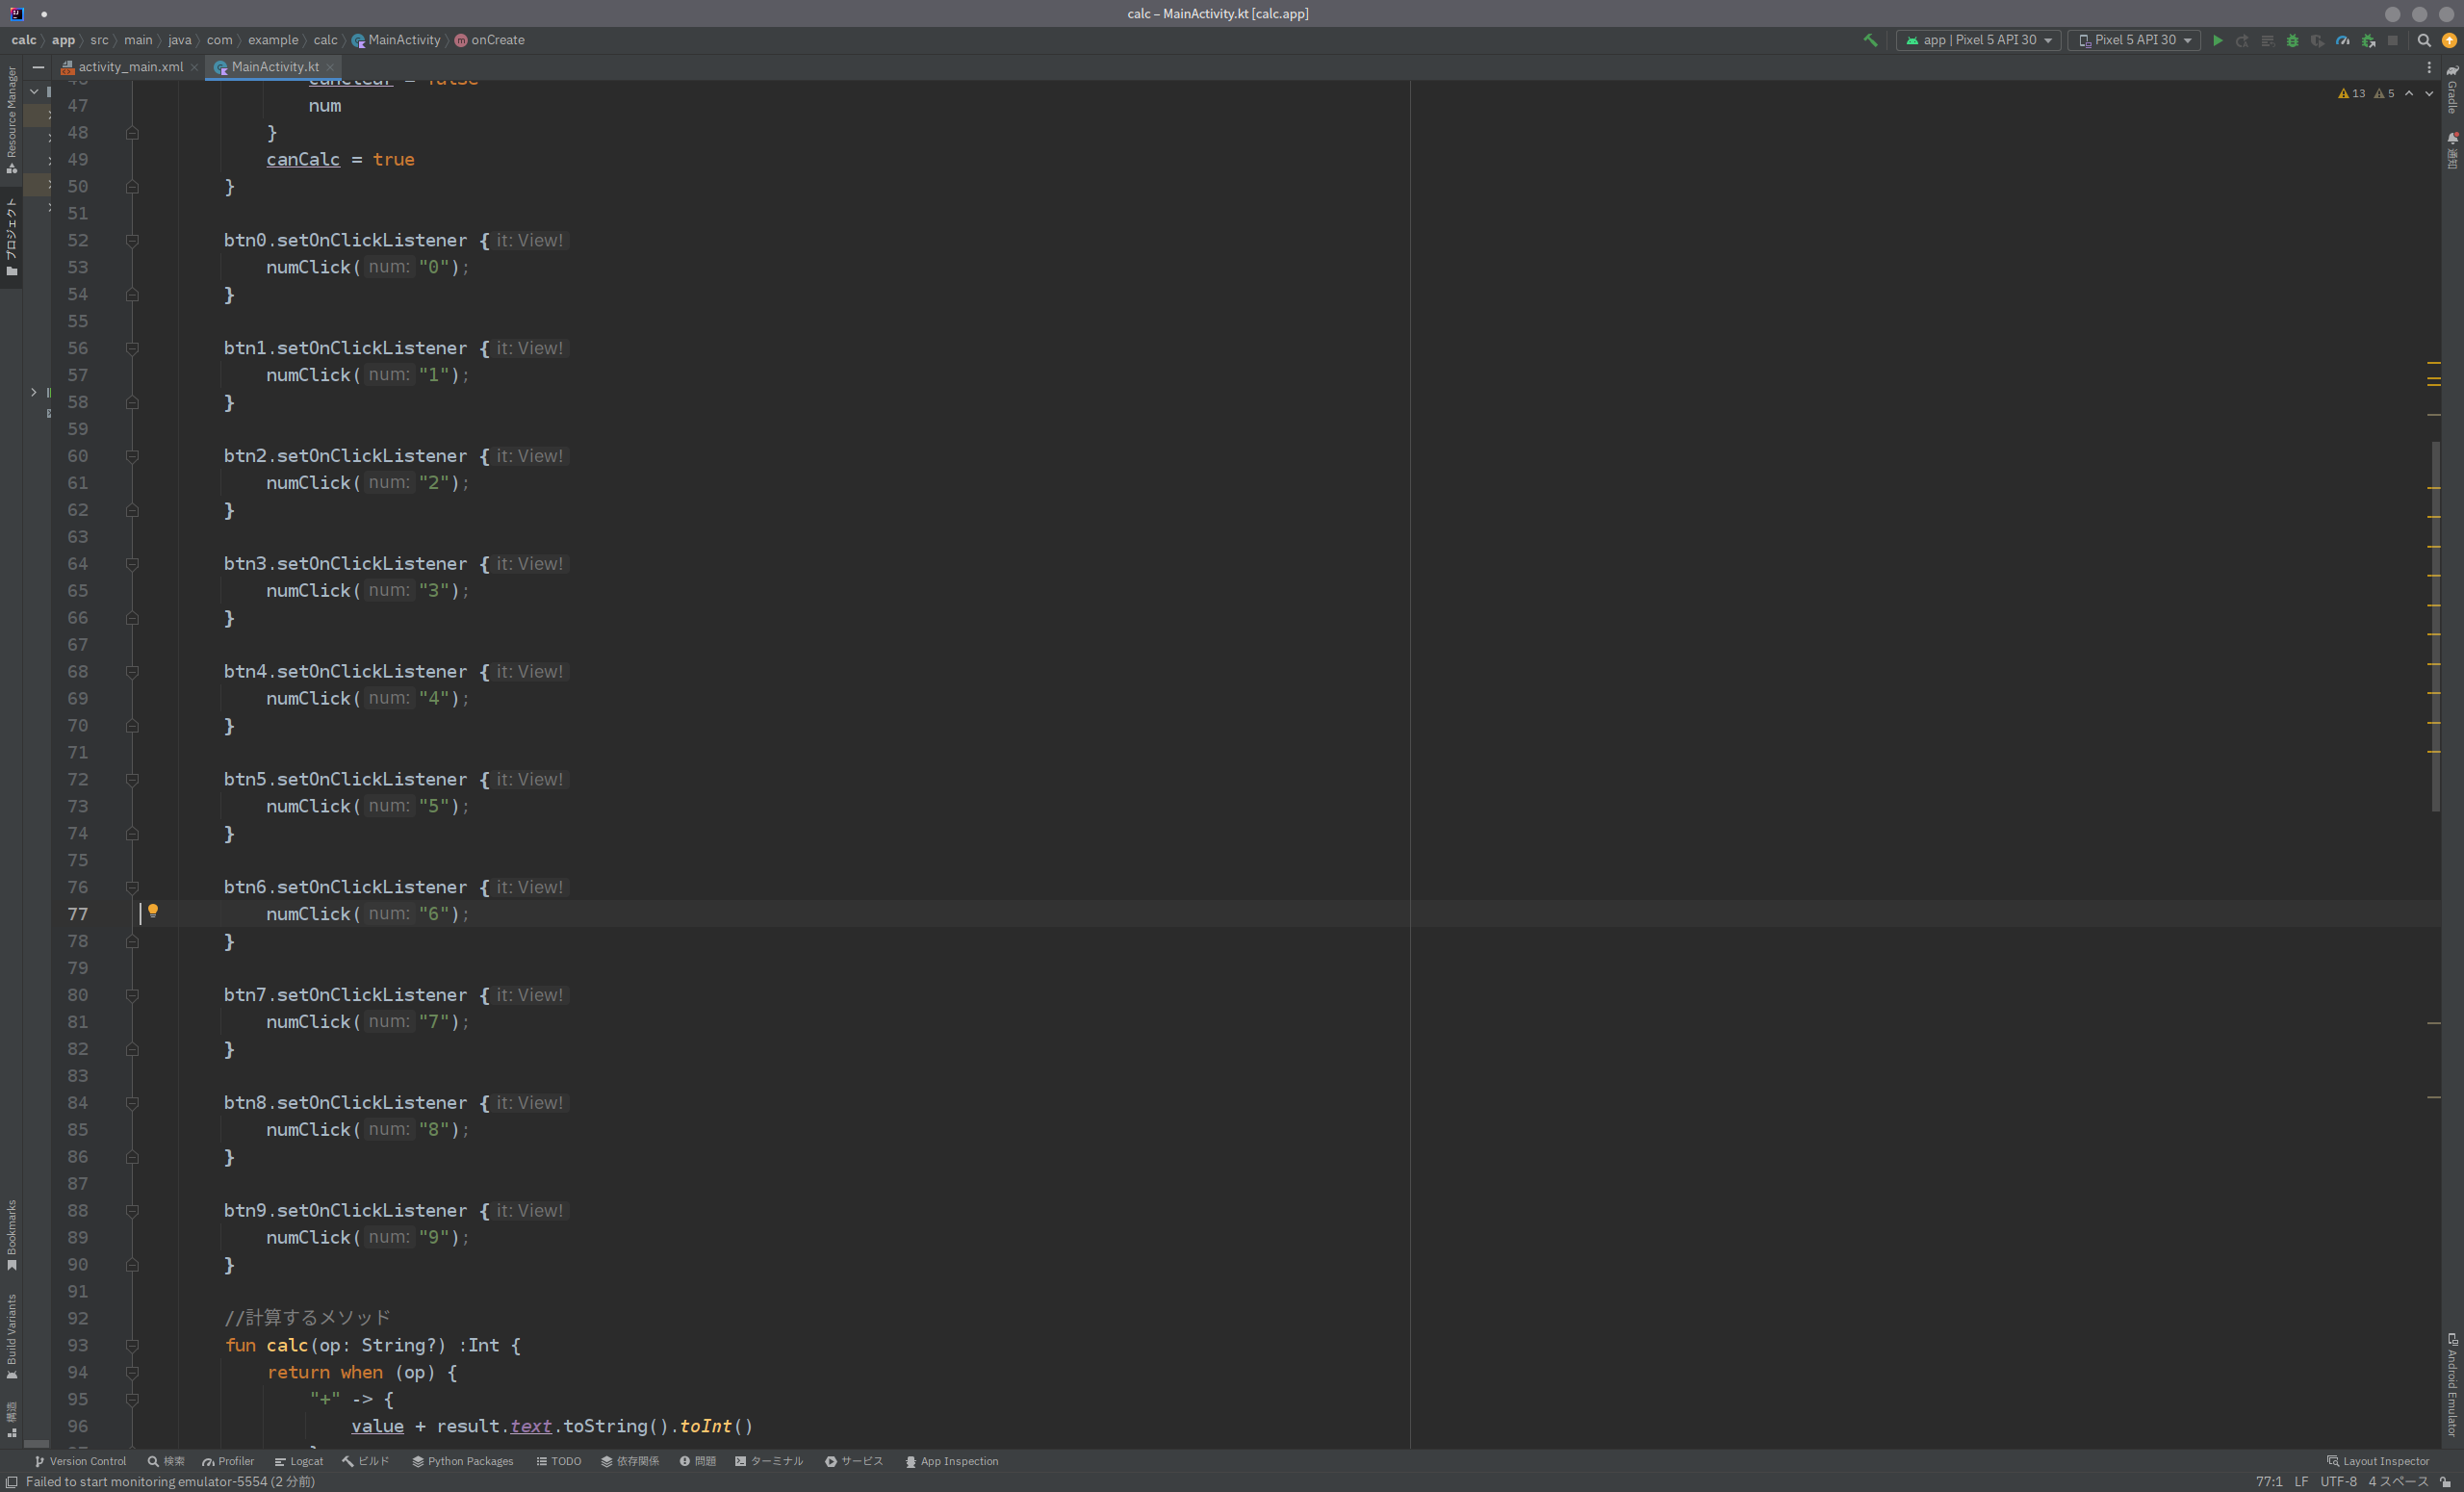 calc – MainActivity.kt [calc.app]
calc app src main java com example calc MainActivity onCreate
app | Pixel 5 API 30 Pixel 5 API 30
activity_main.xml MainActivity.kt
13 5
47 num
48 }
49 canCalc = true
50 }
51
52 btn0.setOnClickListener { it: View!
53 numClick( num: "0");
54 }
55
56 btn1.setOnClickListener { it: View!
57 numClick( num: "1");
58 }
59
60 btn2.setOnClickListener { it: View!
61 numClick( num: "2");
62 }
63
64 btn3.setOnClickListener { it: View!
65 numClick( num: "3");
66 }
67
68 btn4.setOnClickListener { it: View!
69 numClick( num: "4");
70 }
71
72 btn5.setOnClickListener { it: View!
73 numClick( num: "5");
74 }
75
76 btn6.setOnClickListener { it: View!
77 numClick( num: "6");
78 }
79
80 btn7.setOnClickListener { it: View!
81 numClick( num: "7");
82 }
83
84 btn8.setOnClickListener { it: View!
85 numClick( num: "8");
86 }
87
88 btn9.setOnClickListener { it: View!
89 numClick( num: "9");
90 }
91
92 //計算するメソッド
93 fun calc(op: String?) :Int {
94 return when (op) {
95 "+" -> {
96 value + result.text.toString().toInt()
Resource Manager
プロジェクト
Bookmarks
Build Variants
構造
Gradle
通知
Android Emulator
Version Control 検索 Profiler Logcat ビルド Python Packages TODO 依存関係 問題 ターミナル サービス App Inspection Layout Inspector
Failed to start monitoring emulator-5554 (2 分前) 77:1 LF UTF-8 4 スペース